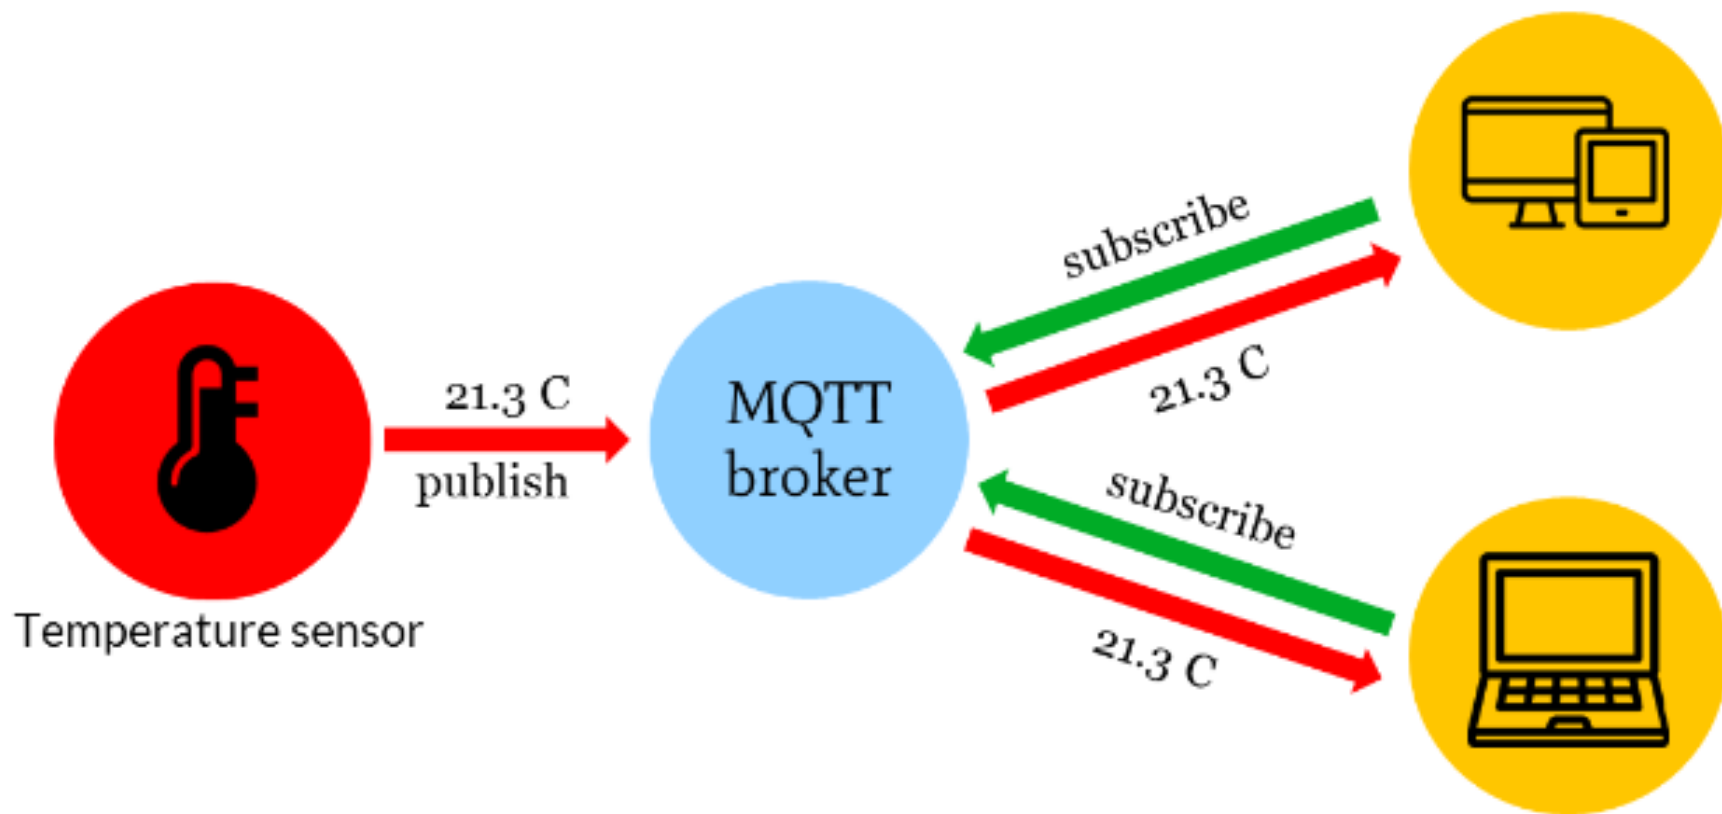 subscribe
21.3 C
21.3 C
publish
MQTT
broker
subscribe
21.3 C
Temperature sensor